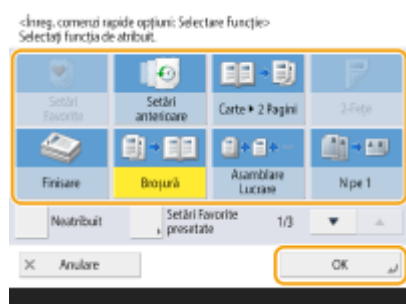 <Înreg. comenzi rapide opțiuni: Selectare Funcție>
Selectați funcția de atribuit.
Setări Favorite
Setări anterioare
Carte ▸ 2 Pagini
2-Fețe
Finisare
Broșură
Asamblare Lucrare
N pe 1
Neatribuit
Setări Favorite presetate
1/3
Anulare
OK